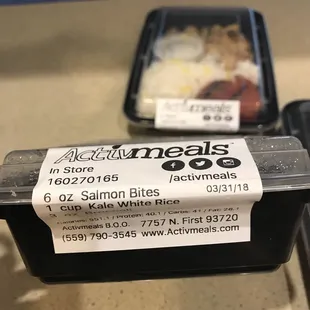 Activmeals
Activmeals
In Store
160270165
/activmeals
6 oz Salmon Bites
03/31/18
1 cup Kale White Rice
Activmeals B.O.O. 7757 N. First 93720
(559) 790-3545 www.Activmeals.com